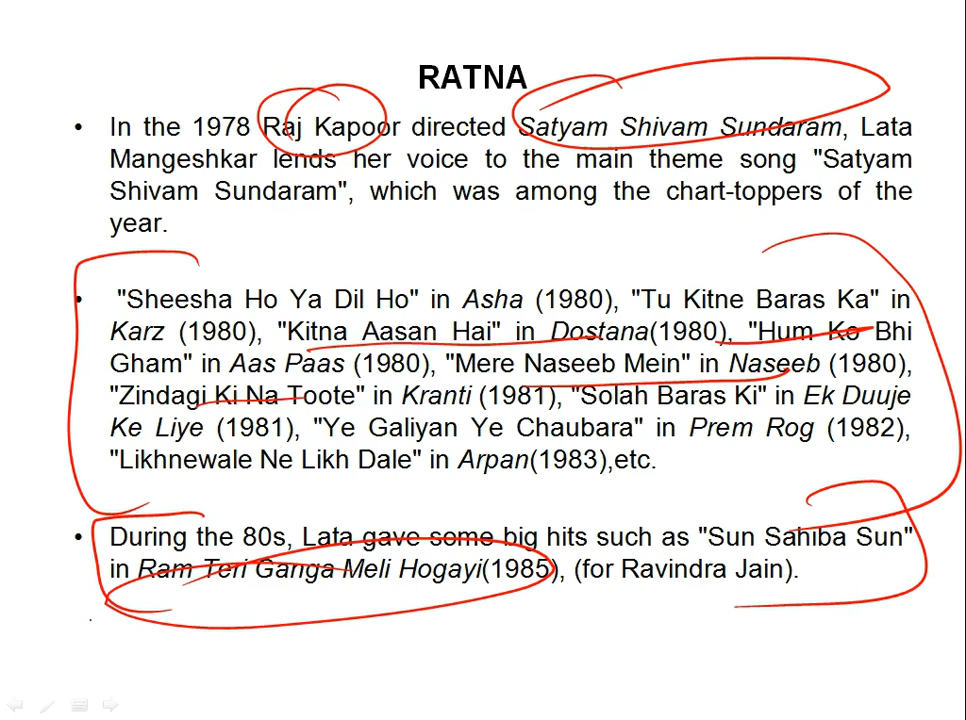 RATNA
• In the 1978 Raj Kapoor directed Satyam Shivam Sundaram, Lata
Mangeshkar lends her voice to the main theme song "Satyam
Shivam Sundaram", which was among the chart-toppers of the
year.
• "Sheesha Ho Ya Dil Ho" in Asha (1980), "Tu Kitne Baras Ka" in
Karz (1980), "Kitna Aasan Hai" in Dostana(1980), "Hum Ko Bhi
Gham" in Aas Paas (1980), "Mere Naseeb Mein" in Naseeb (1980),
"Zindagi Ki Na Toote" in Kranti (1981), "Solah Baras Ki" in Ek Duuje
Ke Liye (1981), "Ye Galiyan Ye Chaubara" in Prem Rog (1982),
"Likhnewale Ne Likh Dale" in Arpan(1983),etc.
• During the 80s, Lata gave some big hits such as "Sun Sahiba Sun"
in Ram Teri Ganga Meli Hogayi(1985), (for Ravindra Jain).
.